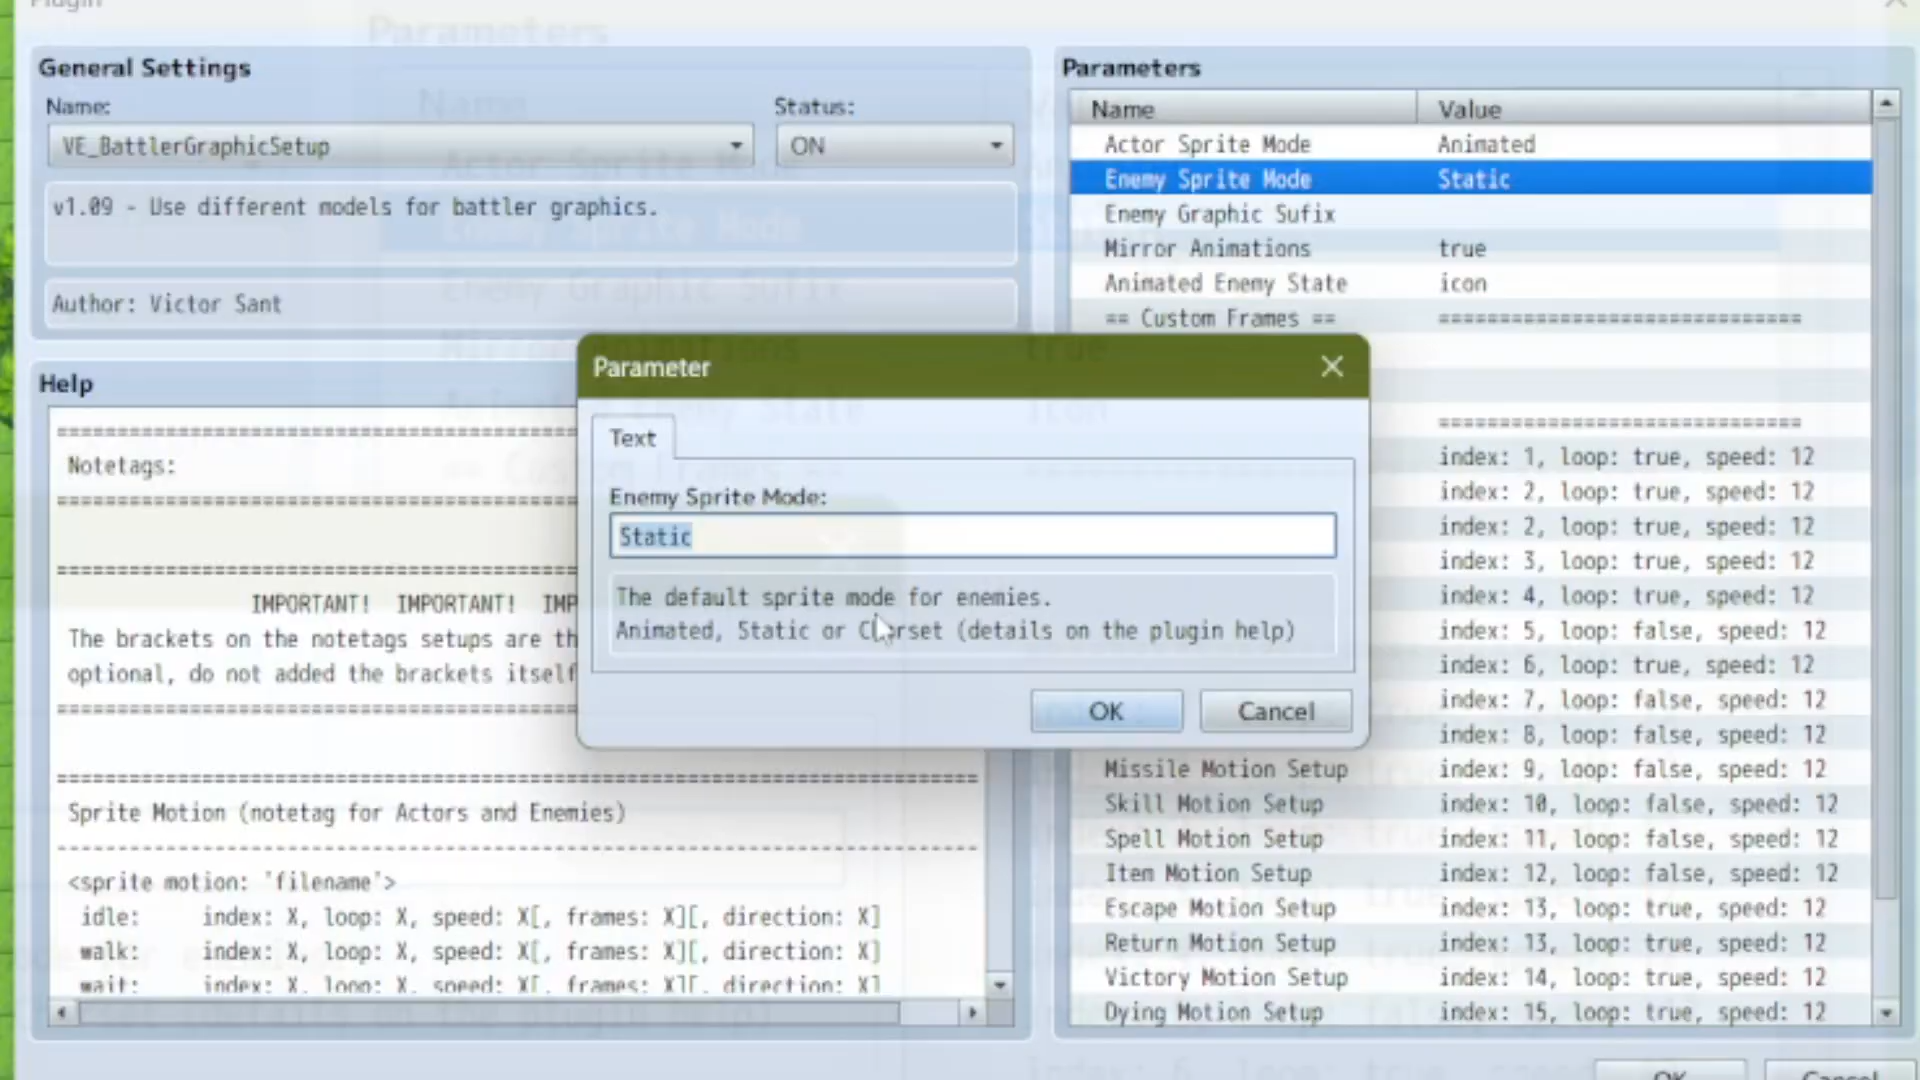 Plugin
General Settings
Name:
Status:
VE_BattlerGraphicSetup
ON
v1.09 - Use different models for battler graphics.
Author: Victor Sant
Help
================================
Notetags:
================================
================================
IMPORTANT! IMPORTANT! IMP
The brackets on the notetags setups are th
optional, do not added the brackets itself
================================
================================
Sprite Motion (notetag for Actors and Enemies)
--------------------------------
<sprite motion: 'filename'>
idle: index: X, loop: X, speed: X[, frames: X][, direction: X]
walk: index: X, loop: X, speed: X[, frames: X][, direction: X]
wait: index: X, loop: X, speed: X[, frames: X][, direction: X]
Parameters
Name Value
Actor Sprite Mode Animated
Enemy Sprite Mode Static
Enemy Graphic Sufix
Mirror Animations true
Animated Enemy State icon
== Custom Frames == ==============================
==============================
index: 1, loop: true, speed: 12
index: 2, loop: true, speed: 12
index: 2, loop: true, speed: 12
index: 3, loop: true, speed: 12
index: 4, loop: true, speed: 12
index: 5, loop: false, speed: 12
index: 6, loop: true, speed: 12
index: 7, loop: false, speed: 12
index: 8, loop: false, speed: 12
Missile Motion Setup index: 9, loop: false, speed: 12
Skill Motion Setup index: 10, loop: false, speed: 12
Spell Motion Setup index: 11, loop: false, speed: 12
Item Motion Setup index: 12, loop: false, speed: 12
Escape Motion Setup index: 13, loop: true, speed: 12
Return Motion Setup index: 13, loop: true, speed: 12
Victory Motion Setup index: 14, loop: true, speed: 12
Dying Motion Setup index: 15, loop: true, speed: 12
OK Cancel
Parameter
Text
Enemy Sprite Mode:
Static
The default sprite mode for enemies.
Animated, Static or Charset (details on the plugin help)
OK Cancel